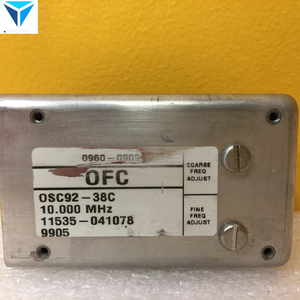 0960-0909
OFC
OSC92-38C
10.000 MHz
11535-041078
9905
COARSE
FREQ
ADJUST
FINE
FREQ
ADJUST